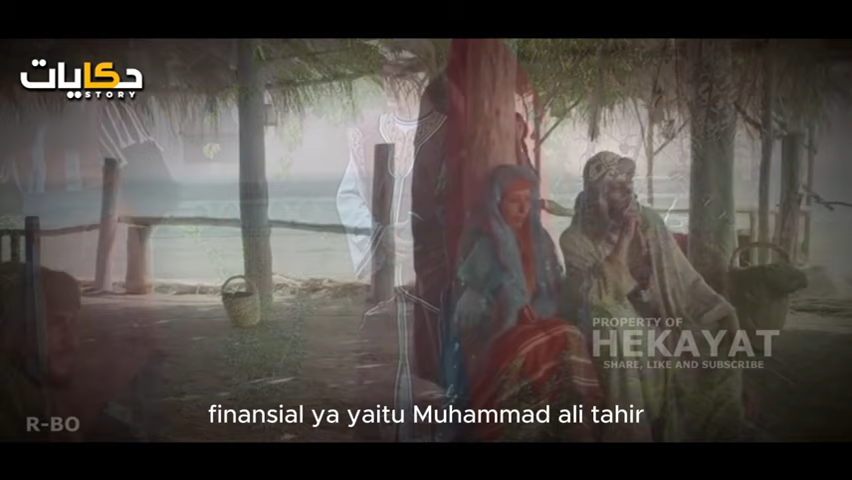 حكايات
STORY
PROPERTY OF
HEKAYAT
SHARE, LIKE AND SUBSCRIBE
R-BO
finansial ya yaitu Muhammad ali tahir